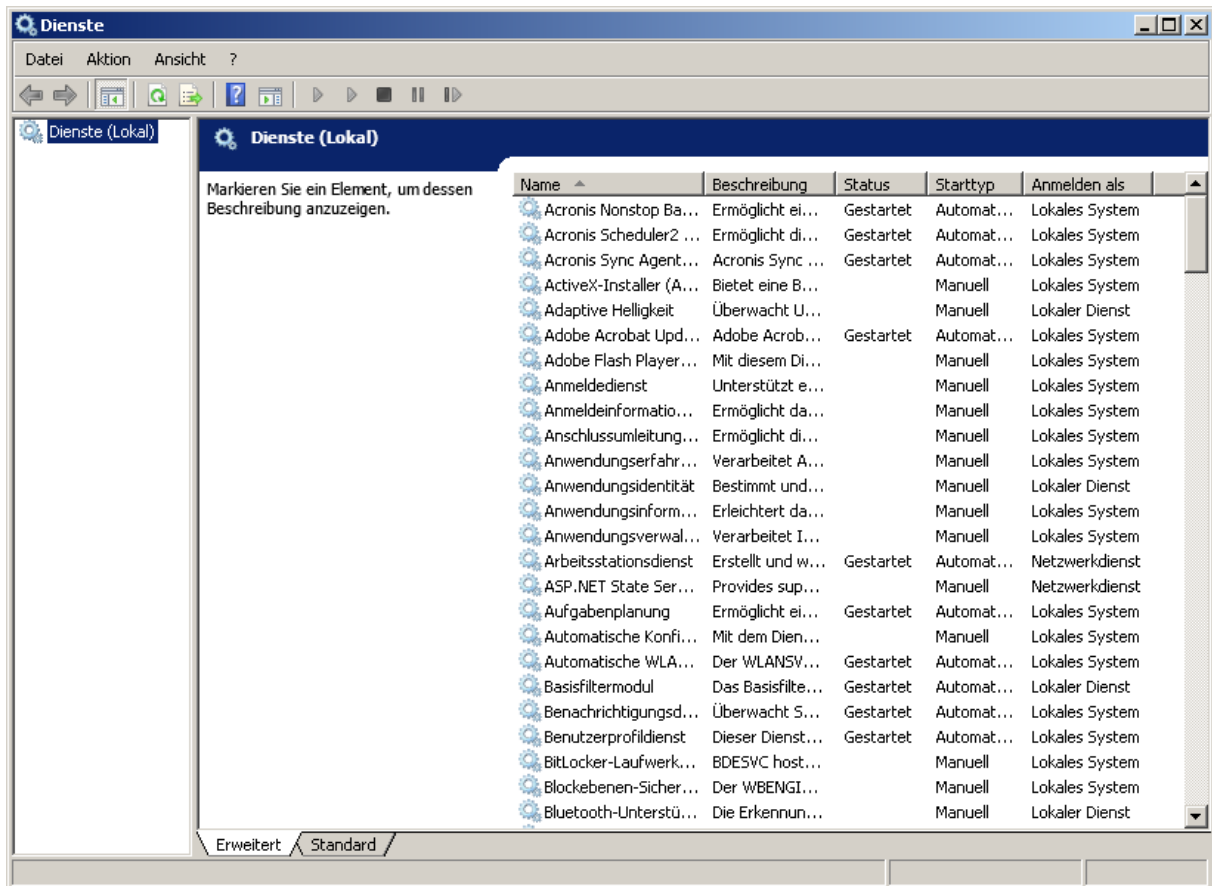 Dienste
Datei Aktion Ansicht ?
Dienste (Lokal)
Dienste (Lokal)
Markieren Sie ein Element, um dessen
Beschreibung anzuzeigen.
Name Beschreibung Status Starttyp Anmelden als
Acronis Nonstop Ba... Ermöglicht ei... Gestartet Automat... Lokales System
Acronis Scheduler2 ... Ermöglicht di... Gestartet Automat... Lokales System
Acronis Sync Agent... Acronis Sync ... Gestartet Automat... Lokales System
ActiveX-Installer (A... Bietet eine B... Manuell Lokales System
Adaptive Helligkeit Überwacht U... Manuell Lokaler Dienst
Adobe Acrobat Upd... Adobe Acrob... Gestartet Automat... Lokales System
Adobe Flash Player... Mit diesem Di... Manuell Lokales System
Anmeldedienst Unterstützt e... Manuell Lokales System
Anmeldeinformatio... Ermöglicht da... Manuell Lokales System
Anschlussumleitung... Ermöglicht di... Manuell Lokales System
Anwendungserfahr... Verarbeitet A... Manuell Lokales System
Anwendungsidentität Bestimmt und... Manuell Lokaler Dienst
Anwendungsinform... Erleichtert da... Manuell Lokales System
Anwendungsverwal... Verarbeitet I... Manuell Lokales System
Arbeitsstationsdienst Erstellt und w... Gestartet Automat... Netzwerkdienst
ASP.NET State Ser... Provides sup... Manuell Netzwerkdienst
Aufgabenplanung Ermöglicht ei... Gestartet Automat... Lokales System
Automatische Konfi... Mit dem Dien... Manuell Lokales System
Automatische WLA... Der WLANSV... Gestartet Automat... Lokales System
Basisfiltermodul Das Basisfilte... Gestartet Automat... Lokaler Dienst
Benachrichtigungsd... Überwacht S... Gestartet Automat... Lokales System
Benutzerprofildienst Dieser Dienst... Gestartet Automat... Lokales System
BitLocker-Laufwerk... BDESVC host... Manuell Lokales System
Blockebenen-Sicher... Der WBENGI... Manuell Lokales System
Bluetooth-Unterstü... Die Erkennun... Manuell Lokaler Dienst
Erweitert Standard